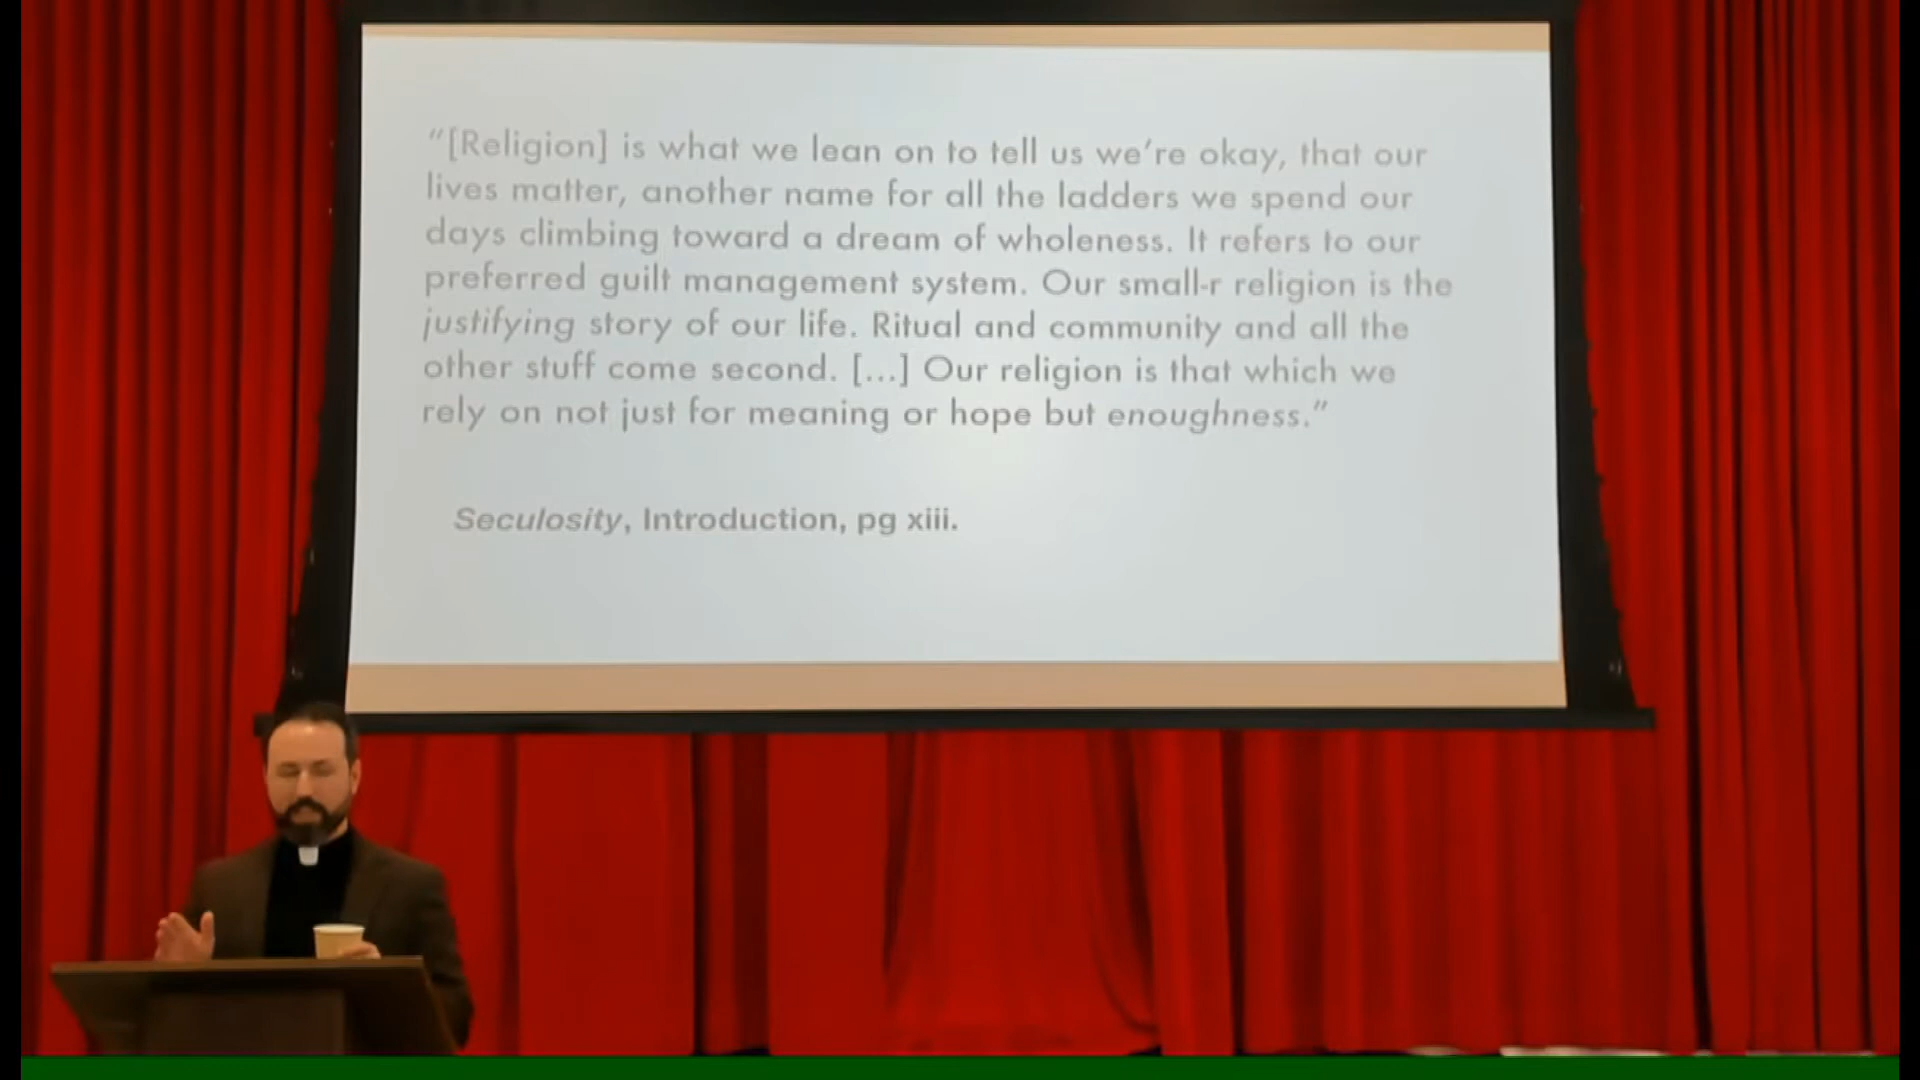 “[Religion] is what we lean on to tell us we’re okay, that our
lives matter, another name for all the ladders we spend our
days climbing toward a dream of wholeness. It refers to our
preferred guilt management system. Our small-r religion is the
justifying story of our life. Ritual and community and all the
other stuff come second. [...] Our religion is that which we
rely on not just for meaning or hope but enoughness.”
Seculosity, Introduction, pg xiii.